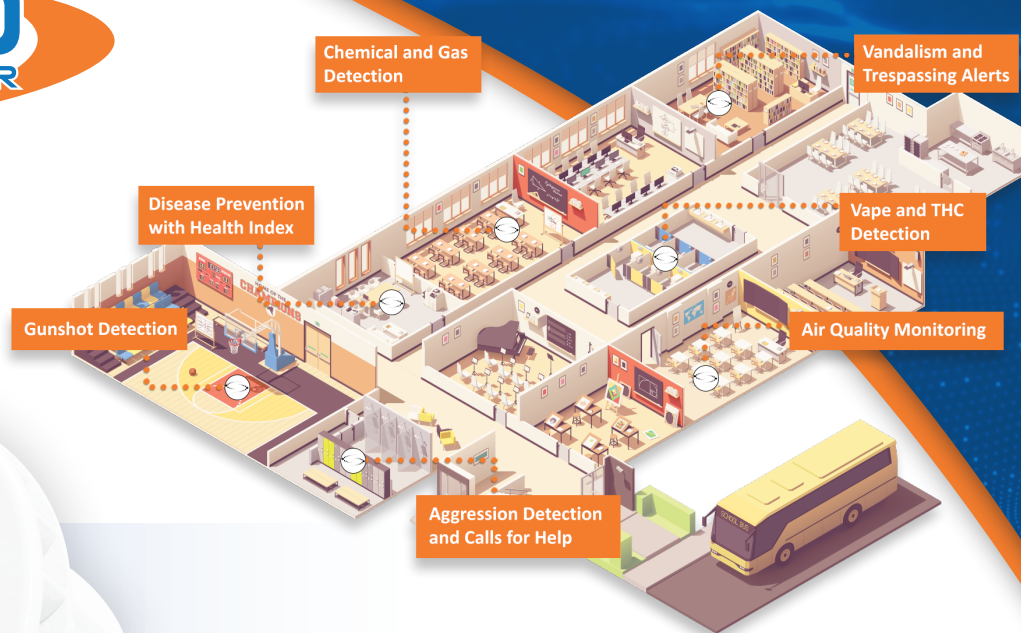 Chemical and Gas
Detection
Vandalism and
Trespassing Alerts
Disease Prevention
with Health Index
Vape and THC
Detection
CHAMPIONS
Gunshot Detection
Air Quality Monitoring
Aggression Detection
and Calls for Help
SCHOOL BUS